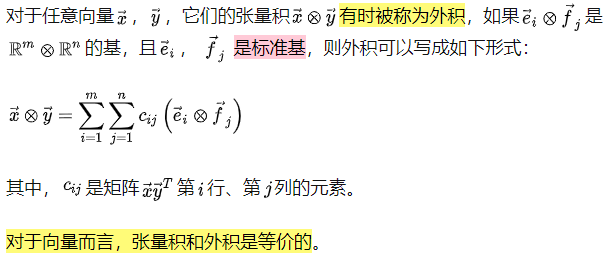 对于任意向量 $\vec{x}$ ， $\vec{y}$ ，它们的张量积 $\vec{x} \otimes \vec{y}$ 有时被称为外积，如果 $\vec{e}_i \otimes \vec{f}_j$ 是
$\mathbb{R}^m \otimes \mathbb{R}^n$ 的基，且 $\vec{e}_i$ ， $\vec{f}_j$ 是标准基，则外积可以写成如下形式：
$\vec{x} \otimes \vec{y} = \sum_{i=1}^{m} \sum_{j=1}^{n} c_{ij} \left( \vec{e}_i \otimes \vec{f}_j \right)$
其中， $c_{ij}$ 是矩阵 $\vec{x}\vec{y}^T$ 第 $i$ 行、第 $j$ 列的元素。
对于向量而言，张量积和外积是等价的。